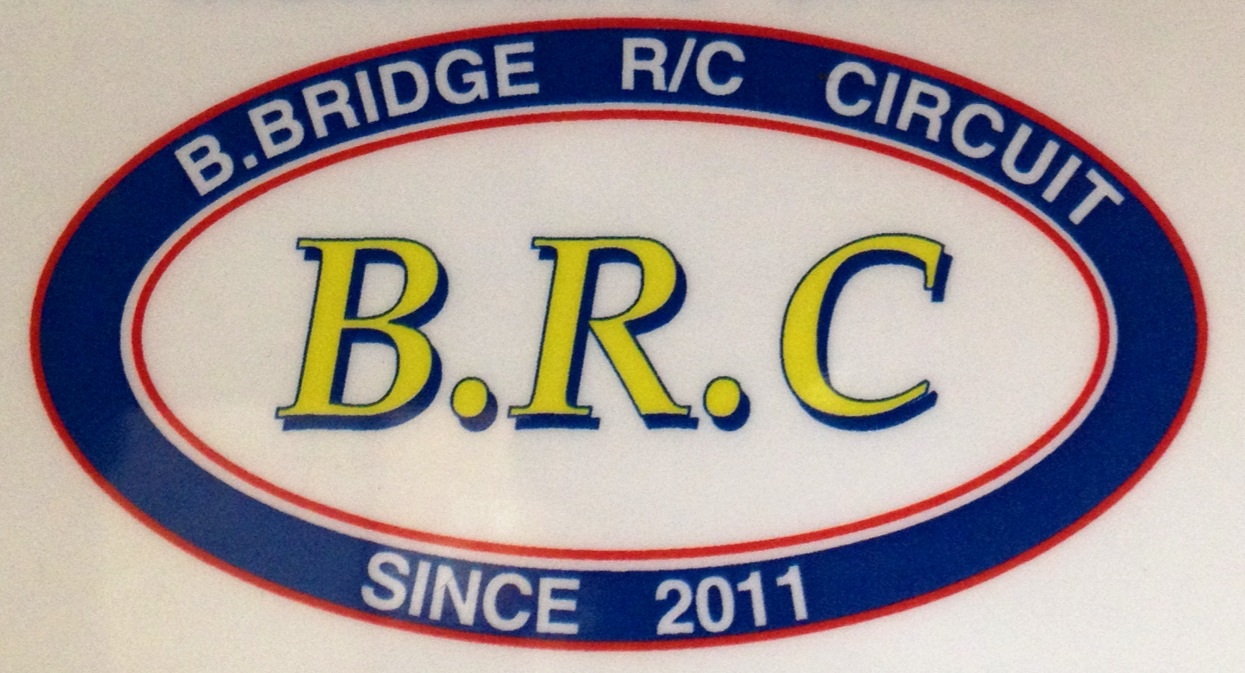 B.BRIDGE R/C CIRCUIT
B.R.C
SINCE 2011